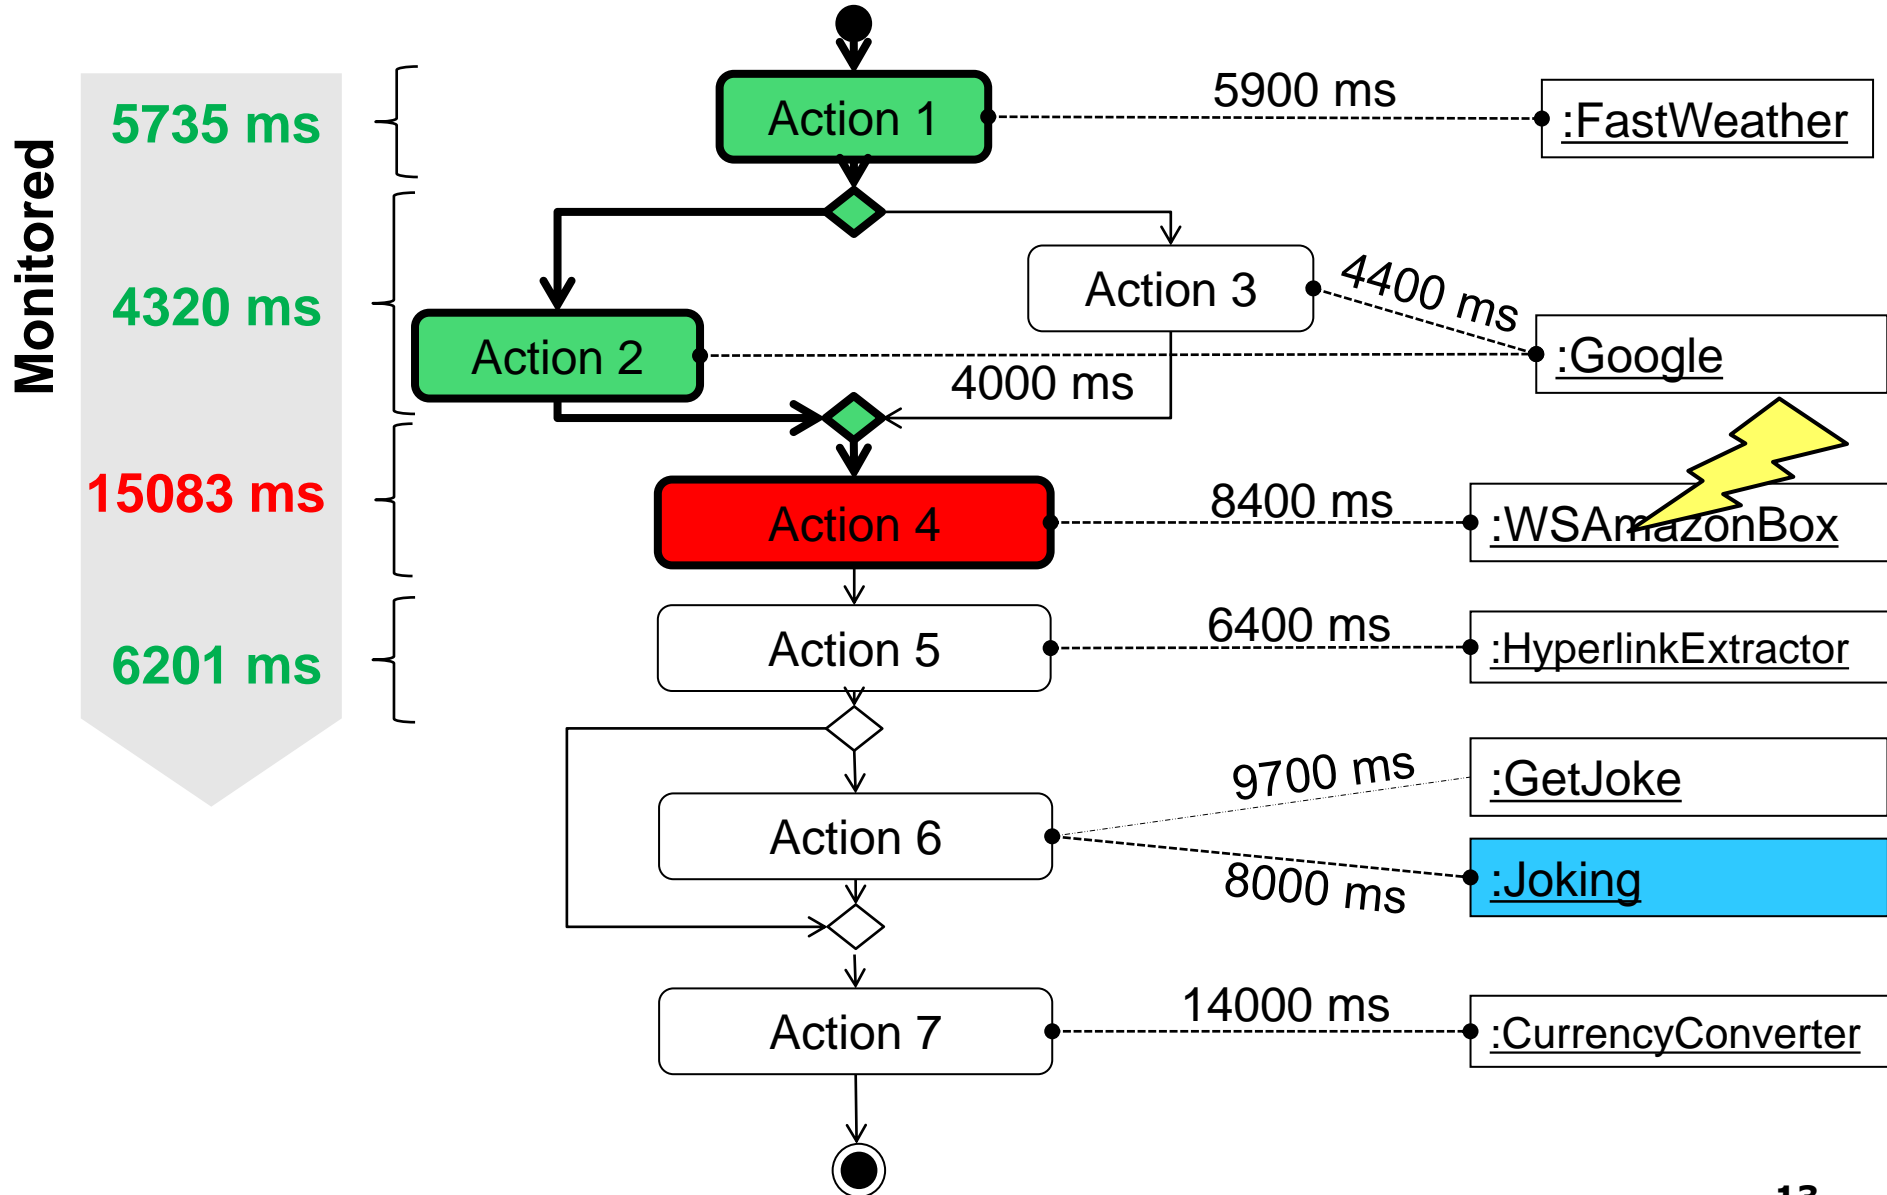 Monitored
5735 ms
Action 1
5900 ms
:FastWeather
4320 ms
Action 2
Action 3
4400 ms
4000 ms
:Google
15083 ms
Action 4
8400 ms
:WSAmazonBox
6201 ms
Action 5
6400 ms
:HyperlinkExtractor
Action 6
9700 ms
:GetJoke
8000 ms
:Joking
Action 7
14000 ms
:CurrencyConverter
13